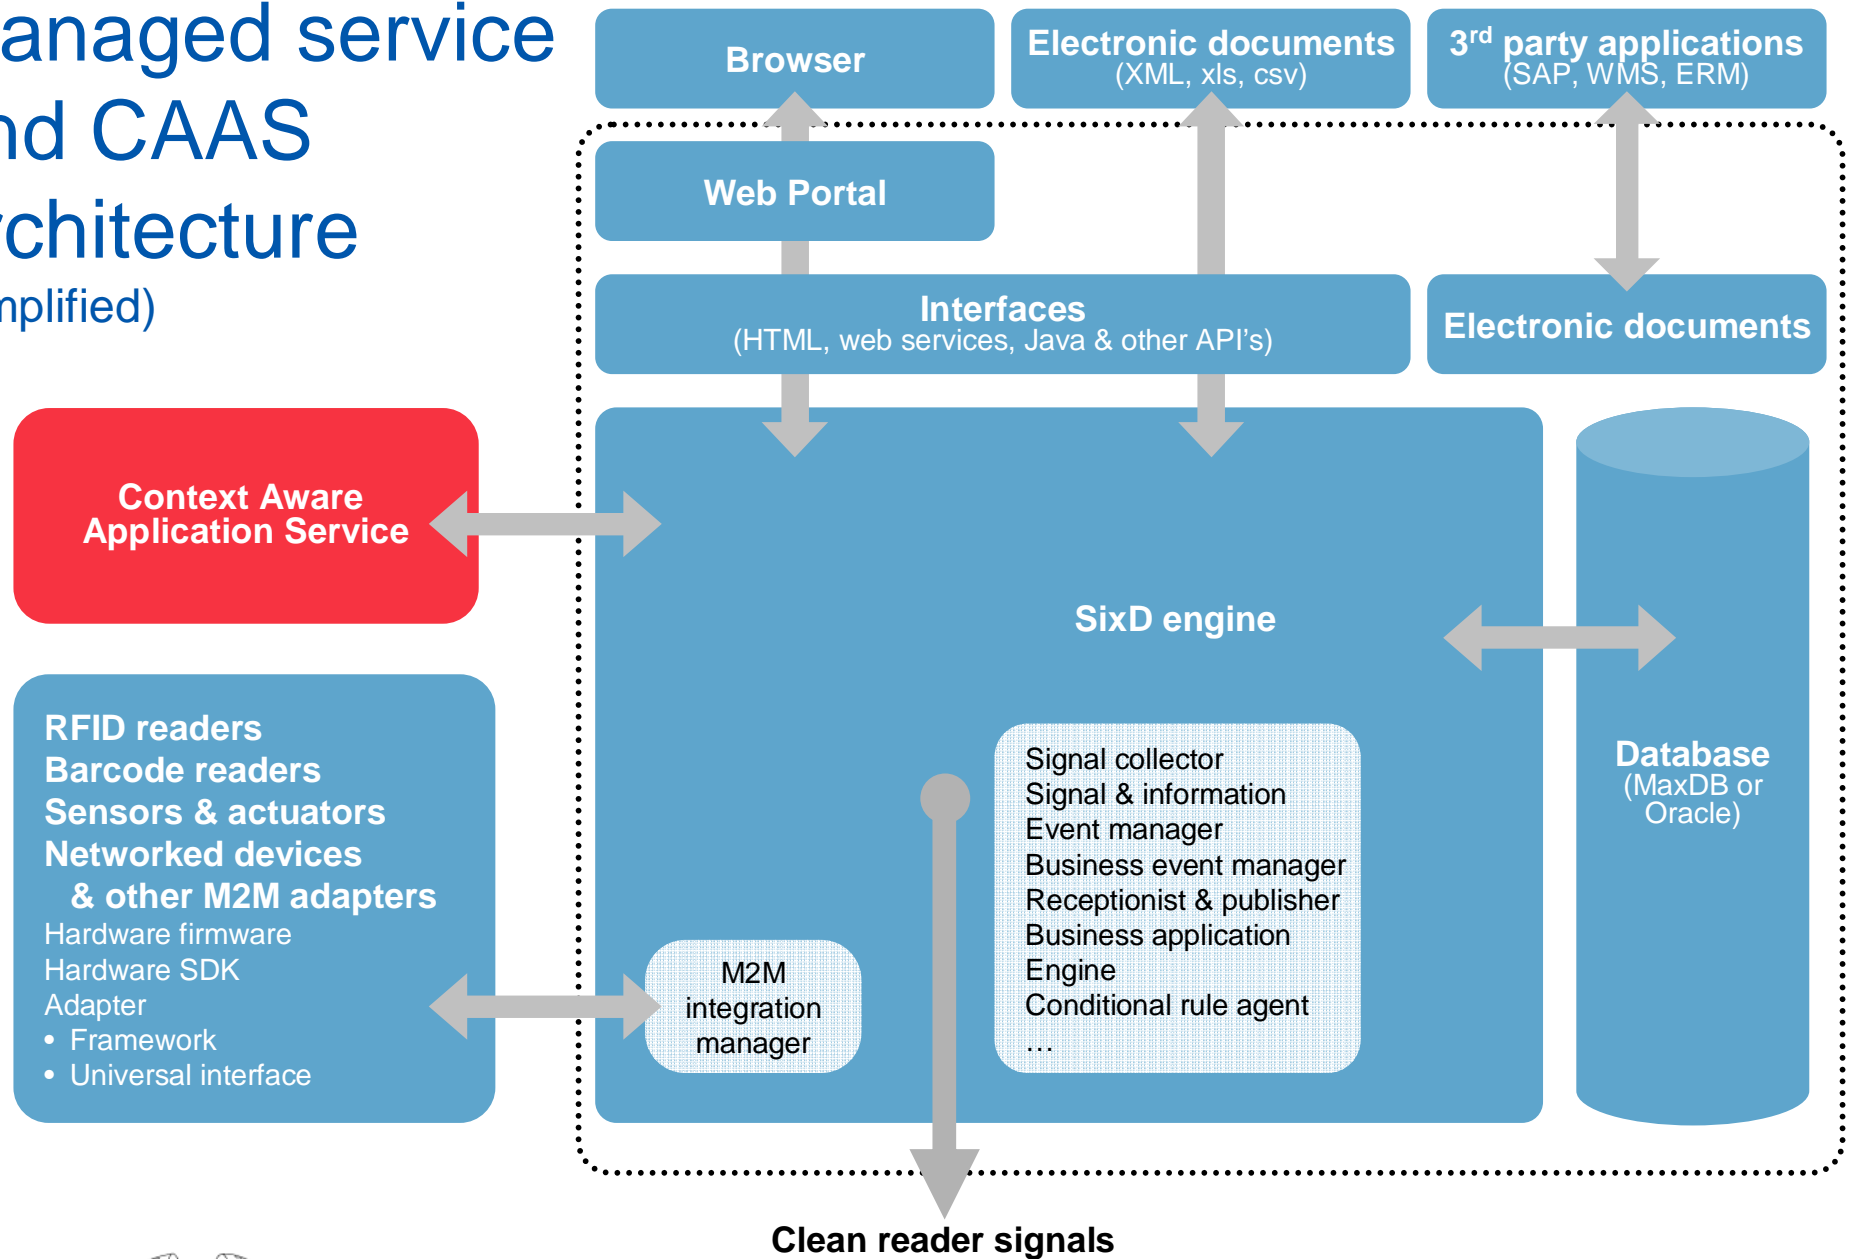 anaged service
nd CAAS
rchitecture
mplified)
Browser
Electronic documents
(XML, xls, csv)
3rd party applications
(SAP, WMS, ERM)
Web Portal
Interfaces
(HTML, web services, Java & other API's)
Electronic documents
Context Aware
Application Service
SixD engine
RFID readers
Barcode readers
Sensors & actuators
Networked devices
& other M2M adapters
Hardware firmware
Hardware SDK
Adapter
• Framework
• Universal interface
M2M
integration
manager
Signal collector
Signal & information
Event manager
Business event manager
Receptionist & publisher
Business application
Engine
Conditional rule agent
…
Database
(MaxDB or
Oracle)
Clean reader signals